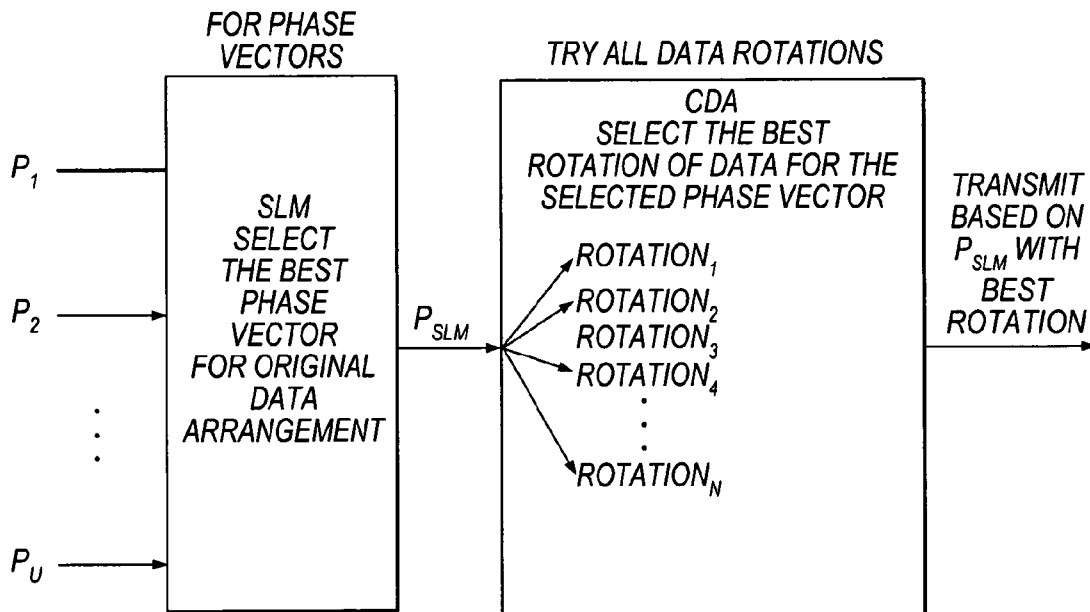 FOR PHASE
VECTORS
P1
P2
PU
SLM
SELECT
THE BEST
PHASE
VECTOR
FOR ORIGINAL
DATA
ARRANGEMENT
PSLM
TRY ALL DATA ROTATIONS
CDA
SELECT THE BEST
ROTATION OF DATA FOR THE
SELECTED PHASE VECTOR
ROTATION1
ROTATION2
ROTATION3
ROTATION4
ROTATIONN
TRANSMIT
BASED ON
PSLM WITH
BEST
ROTATION